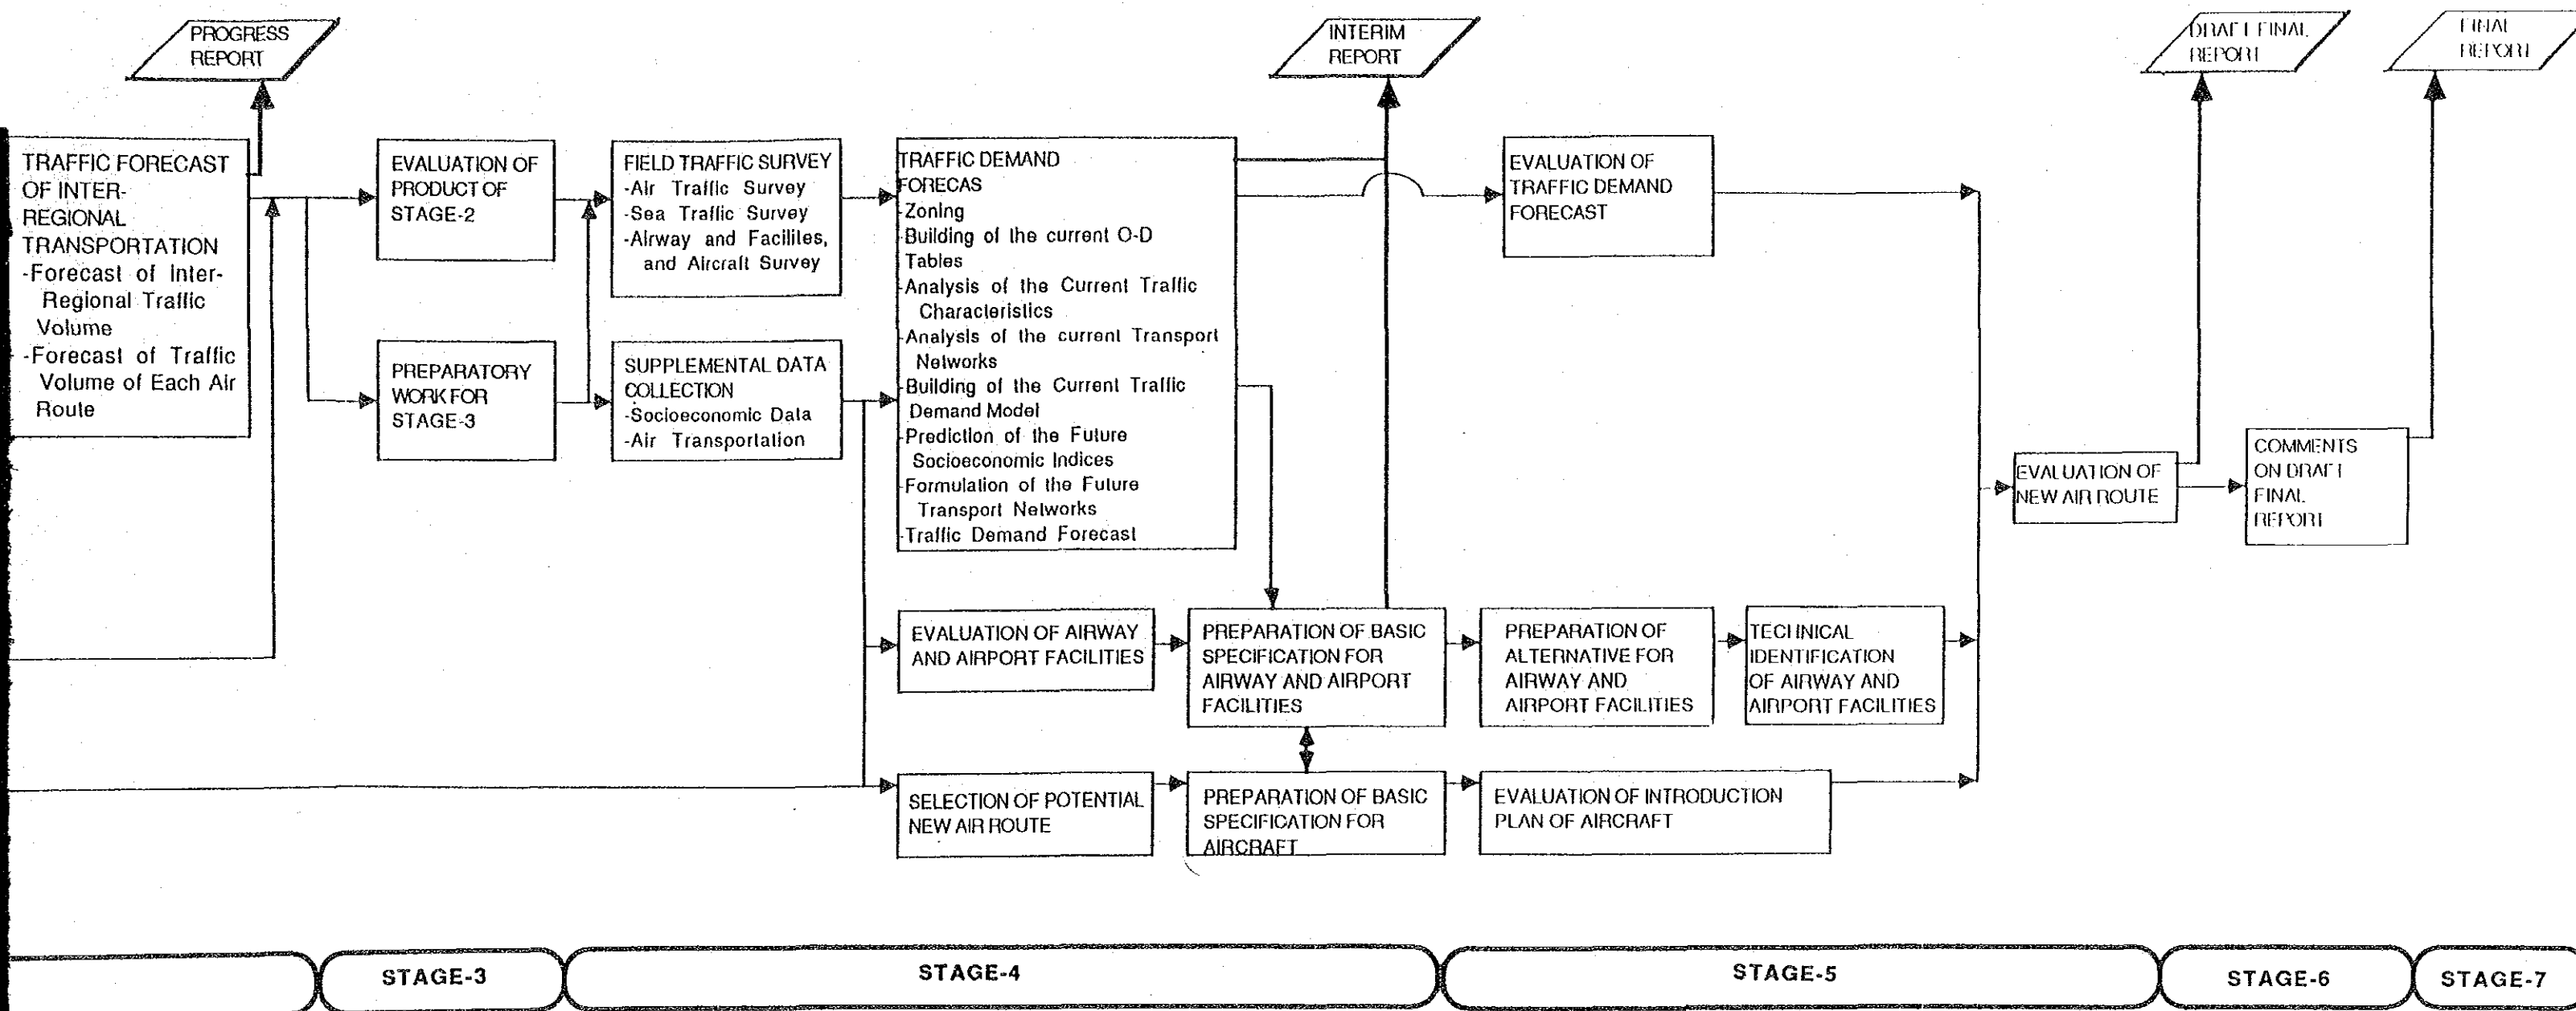 PROGRESS
REPORT
INTERIM
REPORT
DRAFT FINAL
REPORT
FINAL
REPORT
TRAFFIC FORECAST
OF INTER-
REGIONAL
TRANSPORTATION
-Forecast of Inter-
Regional Traffic
Volume
-Forecast of Traffic
Volume of Each Air
Route
EVALUATION OF
PRODUCT OF
STAGE-2
PREPARATORY
WORK FOR
STAGE-3
FIELD TRAFFIC SURVEY
-Air Traffic Survey
-Sea Traffic Survey
-Airway and Facilites,
and Aircraft Survey
SUPPLEMENTAL DATA
COLLECTION
-Socioeconomic Data
-Air Transportation
TRAFFIC DEMAND
FORECAS
-Zoning
-Building of the current O-D
Tables
-Analysis of the Current Traffic
Characteristics
-Analysis of the current Transport
Networks
-Building of the Current Traffic
Demand Model
-Prediction of the Future
Socioeconomic Indices
-Formulation of the Future
Transport Networks
-Traffic Demand Forecast
EVALUATION OF
TRAFFIC DEMAND
FORECAST
EVALUATION OF
NEW AIR ROUTE
COMMENTS
ON DRAFT
FINAL
REPORT
EVALUATION OF AIRWAY
AND AIRPORT FACILITIES
PREPARATION OF BASIC
SPECIFICATION FOR
AIRWAY AND AIRPORT
FACILITIES
PREPARATION OF
ALTERNATIVE FOR
AIRWAY AND
AIRPORT FACILITIES
TECHNICAL
IDENTIFICATION
OF AIRWAY AND
AIRPORT FACILITIES
SELECTION OF POTENTIAL
NEW AIR ROUTE
PREPARATION OF BASIC
SPECIFICATION FOR
AIRCRAFT
EVALUATION OF INTRODUCTION
PLAN OF AIRCRAFT
STAGE-3
STAGE-4
STAGE-5
STAGE-6
STAGE-7